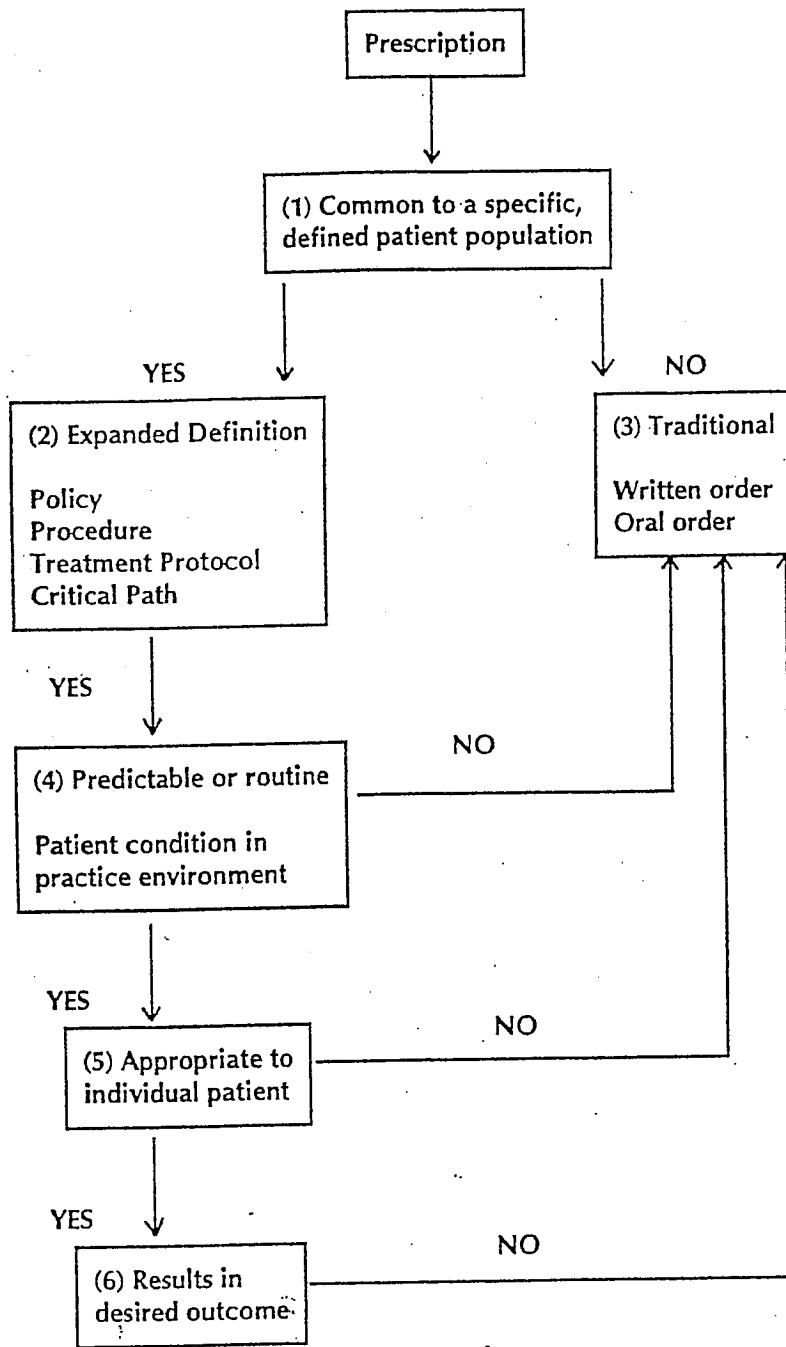 Prescription
(1) Common to a specific,
defined patient population
YES
NO
(2) Expanded Definition
Policy
Procedure
Treatment Protocol
Critical Path
(3) Traditional
Written order
Oral order
YES
NO
(4) Predictable or routine
Patient condition in
practice environment
YES
NO
(5) Appropriate to
individual patient
YES
NO
(6) Results in
desired outcome